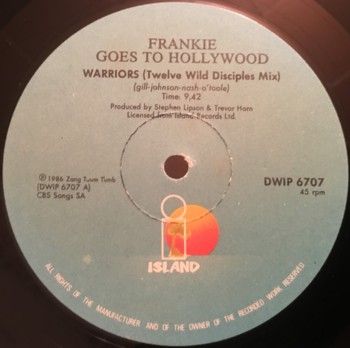 FRANKIE
GOES TO HOLLYWOOD
WARRIORS (Twelve Wild Disciples Mix)
(gill-johnson-nash-o'toole)
Time: 9,42
Produced by Stephen Lipson & Trevor Horn
Licensed from Island Records Ltd.
℗ 1986 Zang Tuum Tumb
(DWIP 6707 A)
CBS Songs SA
DWIP 6707
45 rpm
ISLAND
ALL RIGHTS OF THE MANUFACTURER AND OF THE OWNER OF THE RECORDED WORK RESERVED